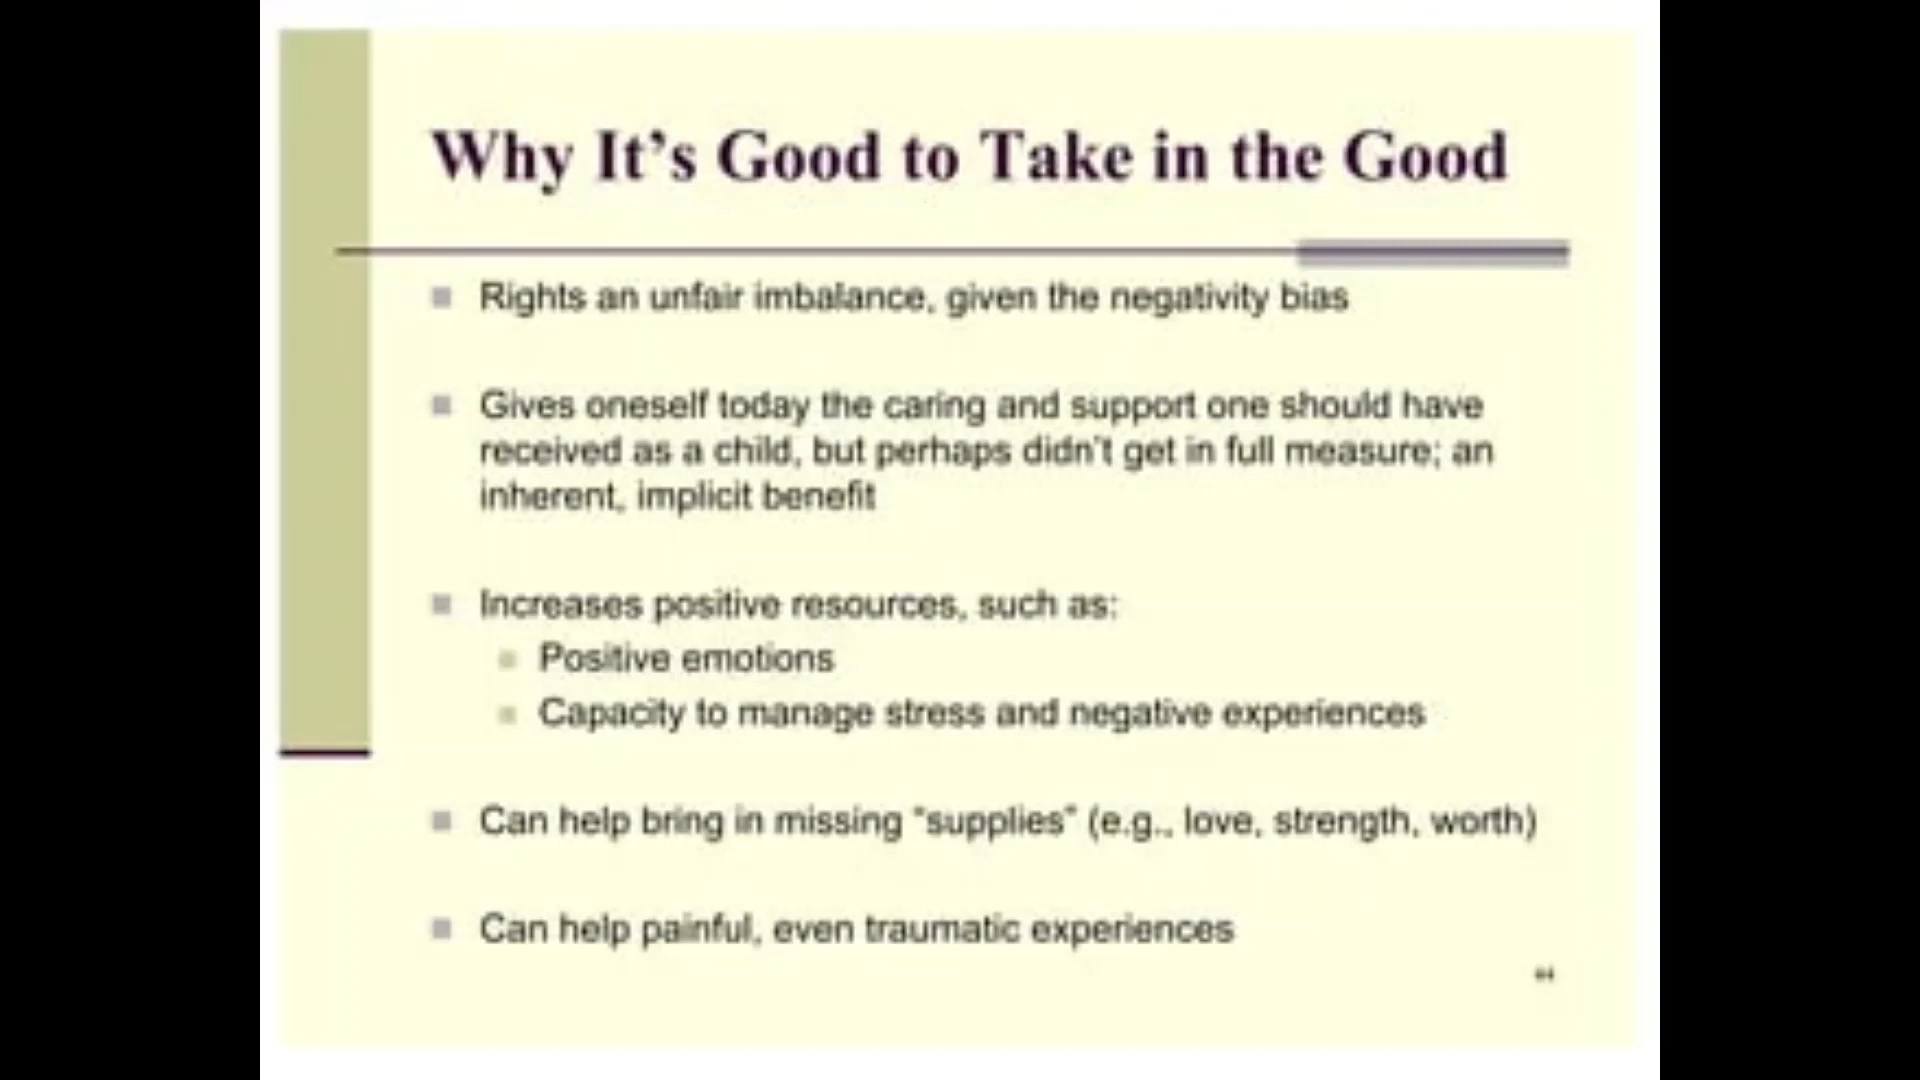 Why It's Good to Take in the Good
Rights an unfair imbalance, given the negativity bias
Gives oneself today the caring and support one should have
received as a child, but perhaps didn't get in full measure; an
inherent, implicit benefit
Increases positive resources, such as:
Positive emotions
Capacity to manage stress and negative experiences
Can help bring in missing "supplies" (e.g., love, strength, worth)
Can help painful, even traumatic experiences